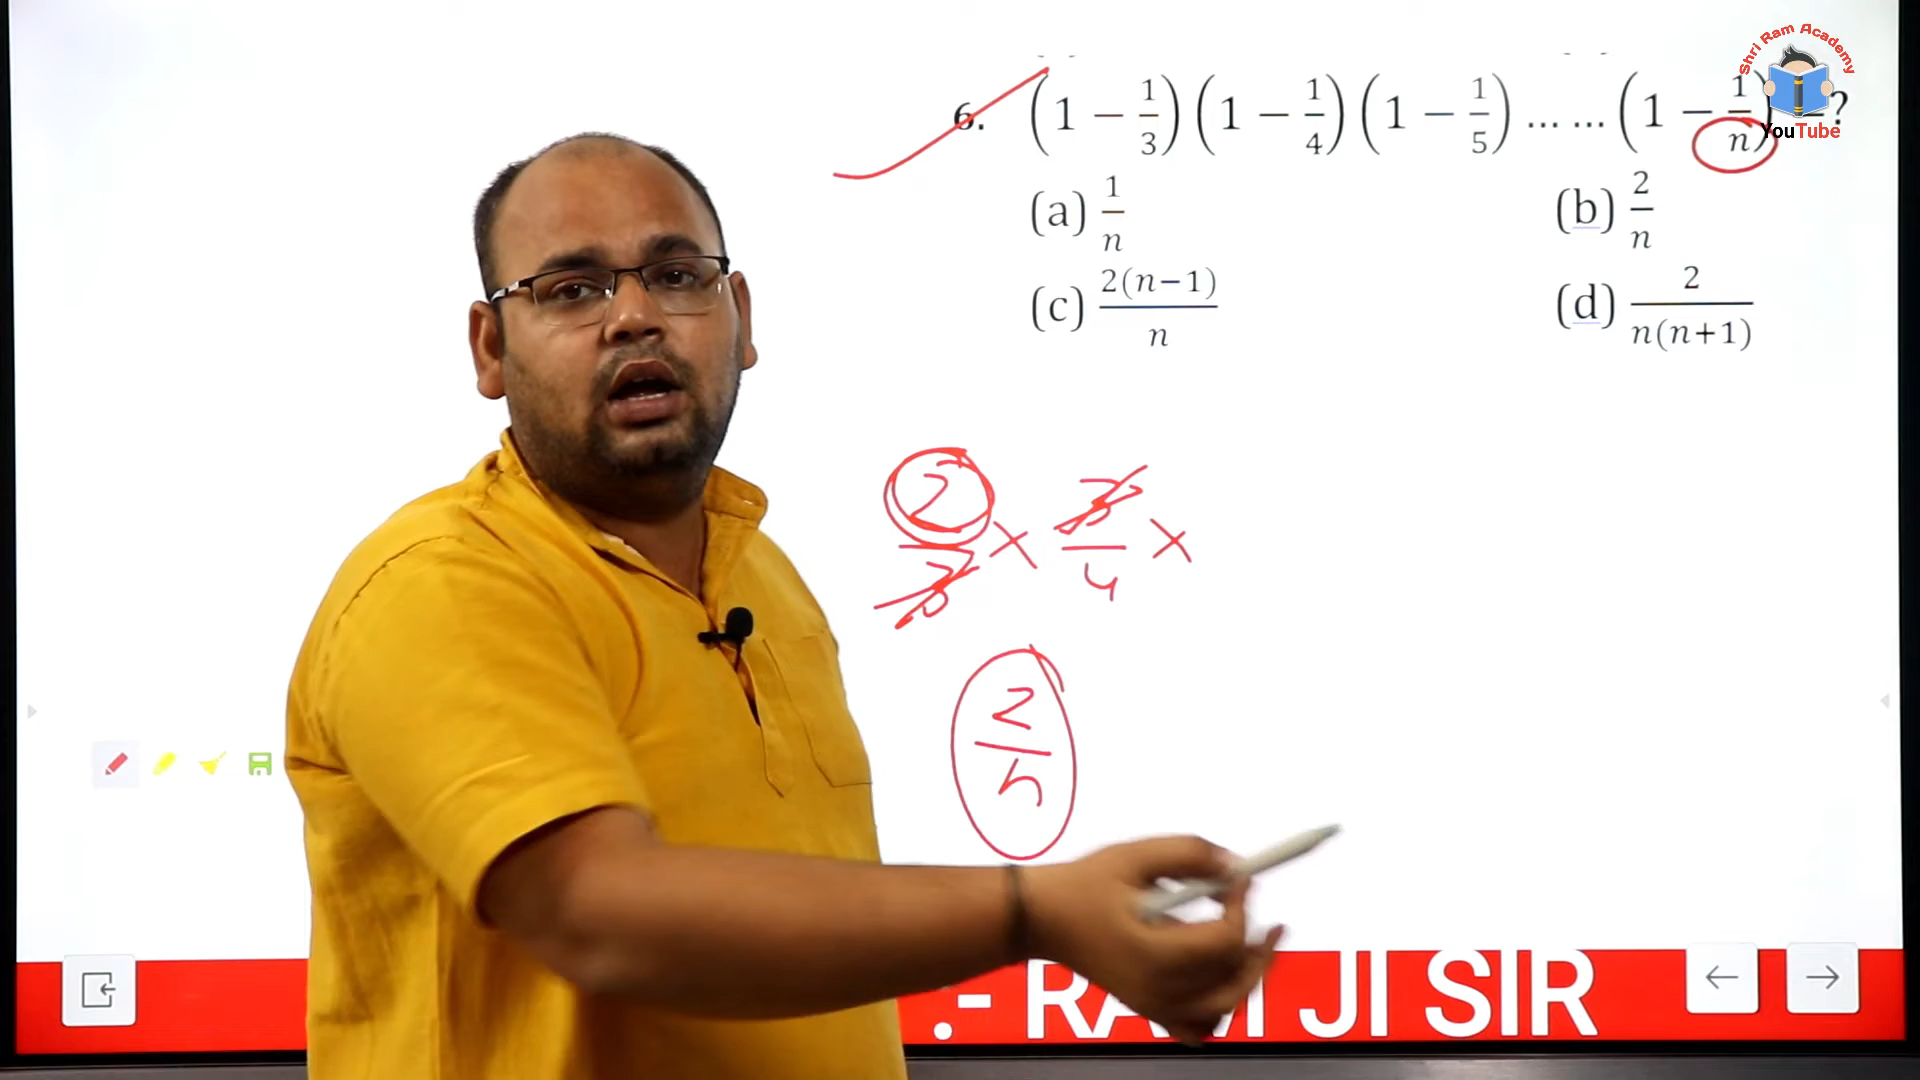 Shri Ram Academy
YouTube
6. (1 − 1/3)(1 − 1/4)(1 − 1/5) ... ... (1 − 1/n) = ?
(a) 1/n (b) 2/n
(c) 2(n−1)/n (d) 2/n(n+1)
2/3 × 3/4 ×
2/n
:- RAM JI SIR